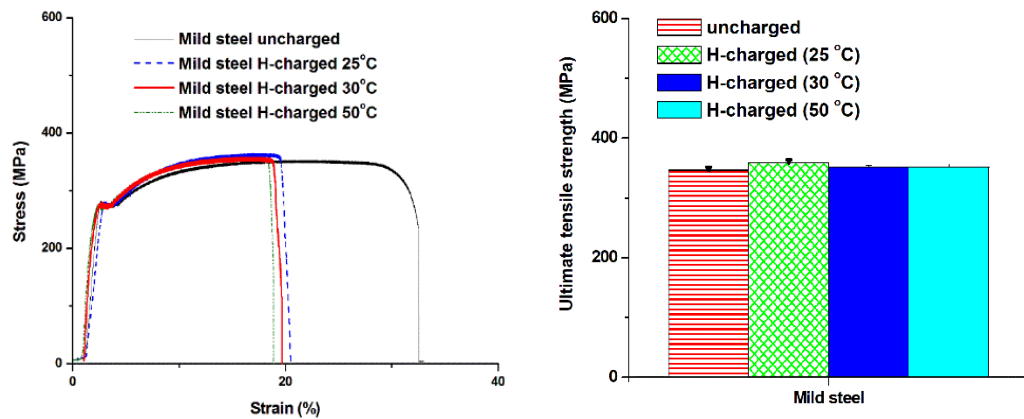 600
400
200
0
Stress (MPa)
Mild steel uncharged
Mild steel H-charged 25°C
Mild steel H-charged 30°C
Mild steel H-charged 50°C
0
20
40
Strain (%)
600
400
200
0
Ultimate tensile strength (MPa)
uncharged
H-charged (25 °C)
H-charged (30 °C)
H-charged (50 °C)
Mild steel